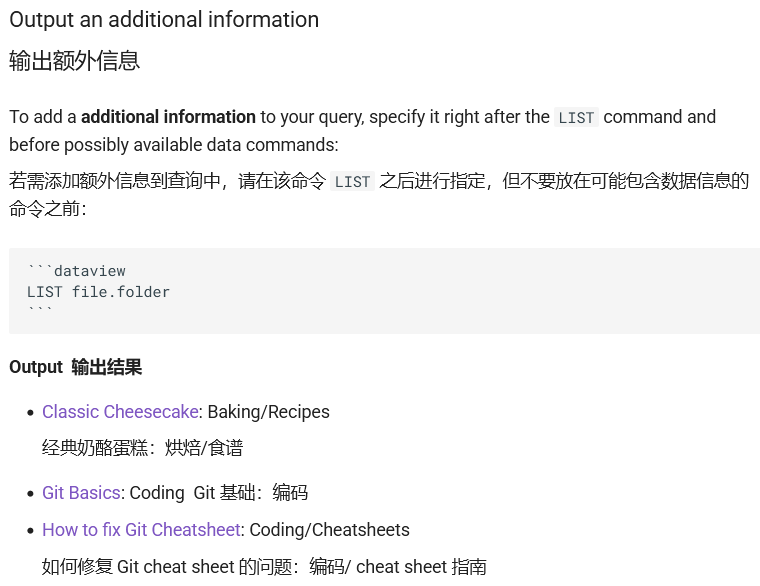 Output an additional information
输出额外信息
To add a additional information to your query, specify it right after the LIST command and
before possibly available data commands:
若需添加额外信息到查询中，请在该命令 LIST 之后进行指定，但不要放在可能包含数据信息的
命令之前：
```dataview
LIST file.folder
```
Output 输出结果
• Classic Cheesecake: Baking/Recipes
经典奶酪蛋糕：烘焙/食谱
• Git Basics: Coding Git 基础：编码
• How to fix Git Cheatsheet: Coding/Cheatsheets
如何修复 Git cheat sheet 的问题：编码/ cheat sheet 指南